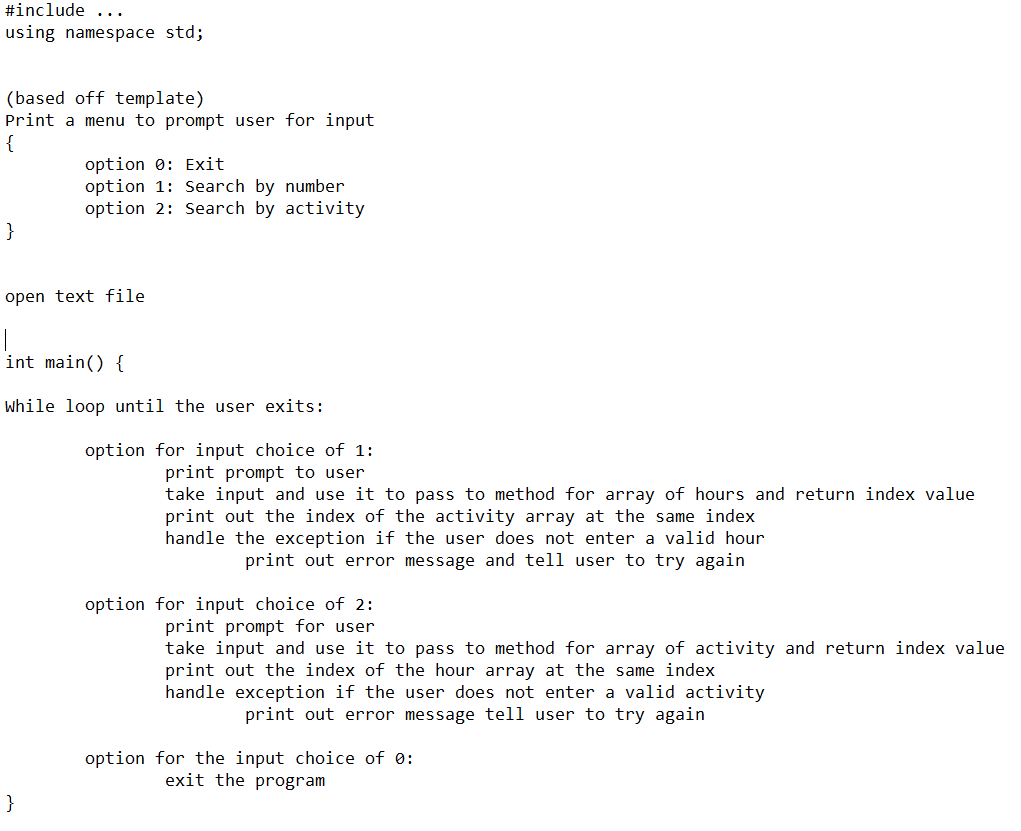 #include ...
using namespace std;
(based off template)
Print a menu to prompt user for input
{
option 0: Exit
option 1: Search by number
option 2: Search by activity
}
open text file
int main() {
While loop until the user exits:
option for input choice of 1:
print prompt to user
take input and use it to pass to method for array of hours and return index value
print out the index of the activity array at the same index
handle the exception if the user does not enter a valid hour
print out error message and tell user to try again
option for input choice of 2:
print prompt for user
take input and use it to pass to method for array of activity and return index value
print out the index of the hour array at the same index
handle exception if the user does not enter a valid activity
print out error message tell user to try again
option for the input choice of 0:
exit the program
}